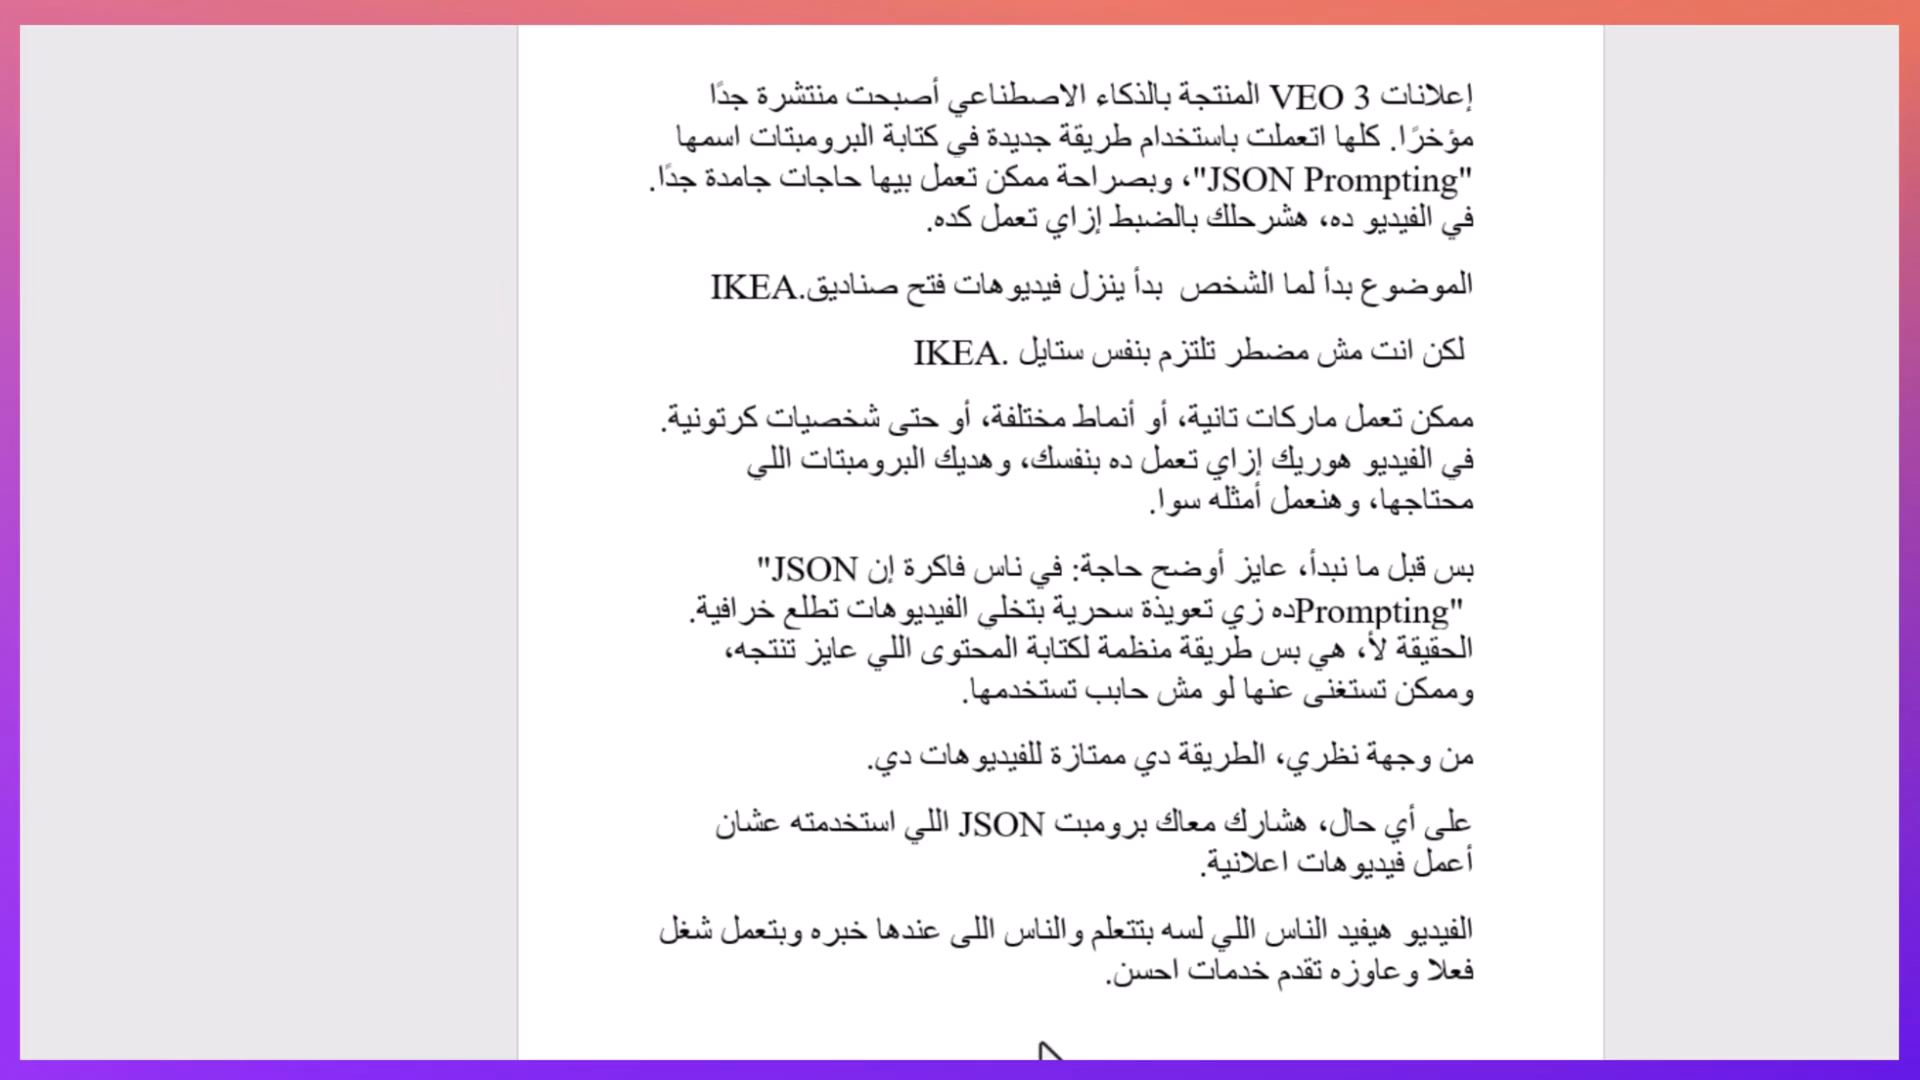 إعلانات VEO 3 المنتجة بالذكاء الاصطناعي أصبحت منتشرة جدًا
مؤخرًا. كلها اتعملت باستخدام طريقة جديدة في كتابة البرومبتات اسمها
"JSON Prompting"، وبصراحة ممكن تعمل بيها حاجات جامدة جدًا.
في الفيديو ده، هشرحلك بالضبط إزاي تعمل كده.
الموضوع بدأ لما الشخص بدأ ينزل فيديوهات فتح صناديق.IKEA
لكن انت مش مضطر تلتزم بنفس ستايل .IKEA
ممكن تعمل ماركات تانية، أو أنماط مختلفة، أو حتى شخصيات كرتونية.
في الفيديو هوريك إزاي تعمل ده بنفسك، وهديك البرومبتات اللي
محتاجها، وهنعمل أمثله سوا.
بس قبل ما نبدأ، عايز أوضح حاجة: في ناس فاكرة إن JSON"
"Promptingده زي تعويذة سحرية بتخلي الفيديوهات تطلع خرافية.
الحقيقة لأ، هي بس طريقة منظمة لكتابة المحتوى اللي عايز تنتجه،
وممكن تستغنى عنها لو مش حابب تستخدمها.
من وجهة نظري، الطريقة دي ممتازة للفيديوهات دي.
على أي حال، هشارك معاك برومبت JSON اللي استخدمته عشان
أعمل فيديوهات اعلانية.
الفيديو هيفيد الناس اللي لسه بتتعلم والناس اللى عندها خبره وبتعمل شغل
فعلا وعاوزه تقدم خدمات احسن.